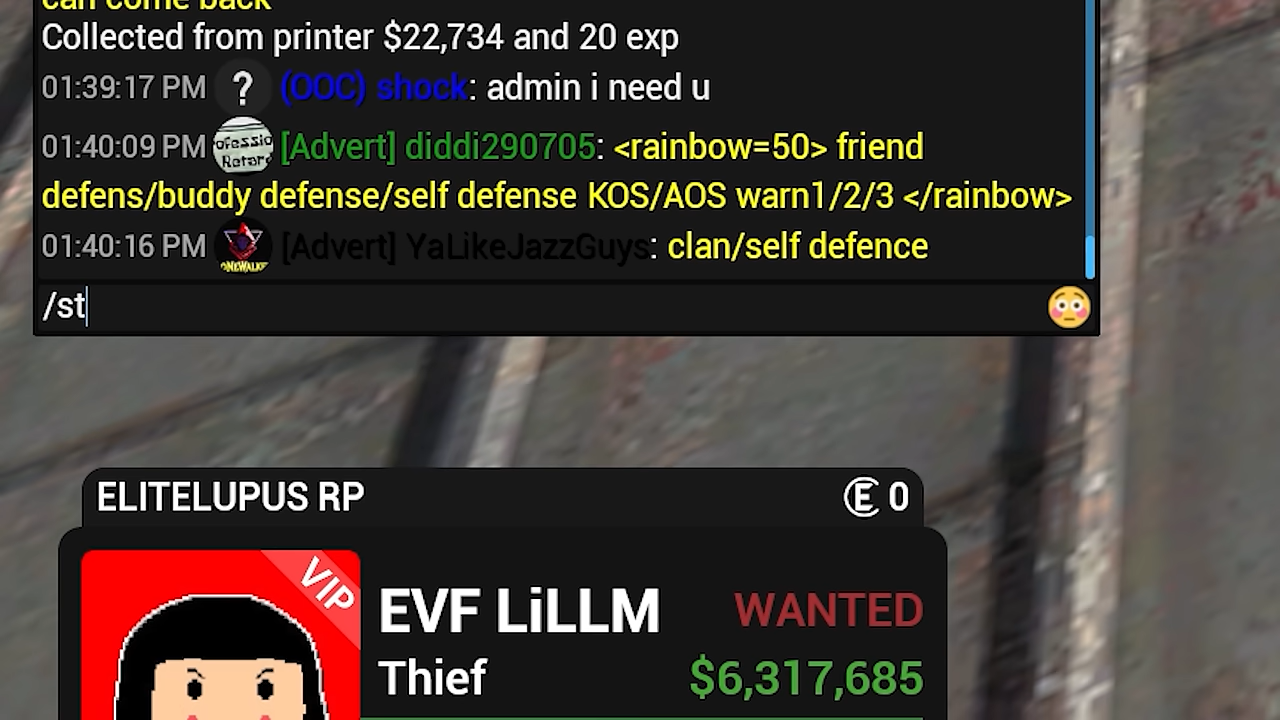 can come back
Collected from printer $22,734 and 20 exp
01:39:17 PM ? (OOC) shock: admin i need u
01:40:09 PM [Advert] diddi290705: <rainbow=50> friend
defens/buddy defense/self defense KOS/AOS warn1/2/3 </rainbow>
01:40:16 PM [Advert] YaLikeJazzGuys: clan/self defence
/st
ELITELUPUS RP E 0
VIP
EVF LiLLM WANTED
Thief $6,317,685